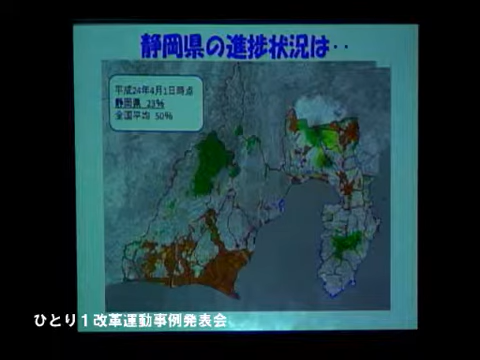 静岡県の進捗状況は‥
平成24年4月1日時点
静岡県 23%
全国平均 50%
ひとり１改革運動事例発表会